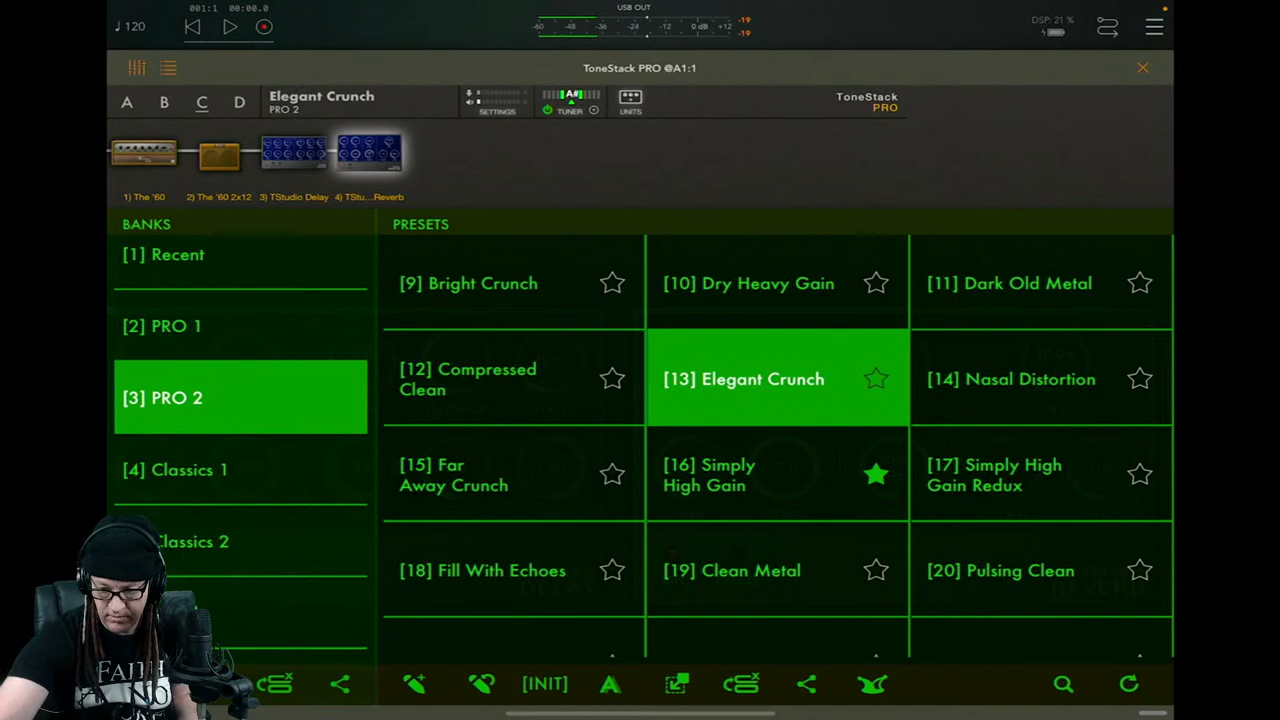 001:1 00:00.0
120
USB OUT
-60 -48 -36 -24 -12 0 dB +12
-19
-19
DSP: 21 %
ToneStack PRO @A1:1
A B C D
Elegant Crunch
PRO 2
SETTINGS
A#
TUNER
UNITS
ToneStack
PRO
1) The '60
2) The '60 2x12
3) TStudio Delay
4) TStu...Reverb
BANKS
PRESETS
[1] Recent
[2] PRO 1
[3] PRO 2
[4] Classics 1
Classics 2
[9] Bright Crunch
[10] Dry Heavy Gain
[11] Dark Old Metal
[12] Compressed
Clean
[13] Elegant Crunch
[14] Nasal Distortion
[15] Far
Away Crunch
[16] Simply
High Gain
[17] Simply High
Gain Redux
[18] Fill With Echoes
[19] Clean Metal
[20] Pulsing Clean
[INIT]
FAITH
NO